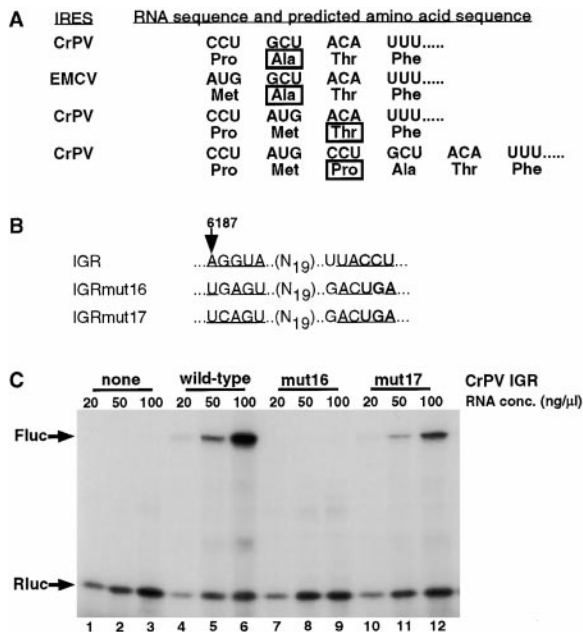 A IRES RNA sequence and predicted amino acid sequence
CrPV CCU GCU ACA UUU.....
Pro Ala Thr Phe
EMCV AUG GCU ACA UUU.....
Met Ala Thr Phe
CrPV CCU AUG ACA UUU.....
Pro Met Thr Phe
CrPV CCU AUG CCU GCU ACA UUU.....
Pro Met Pro Ala Thr Phe
B 6187
IGR ...AGGUA..(N19)..UUACCU...
IGRmut16 ...UGAGU..(N19)..GACUGA...
IGRmut17 ...UCAGU..(N19)..GACUGA...
C none wild-type mut16 mut17 CrPV IGR
20 50 100 20 50 100 20 50 100 20 50 100 RNA conc. (ng/µl)
Fluc
Rluc
1 2 3 4 5 6 7 8 9 10 11 12